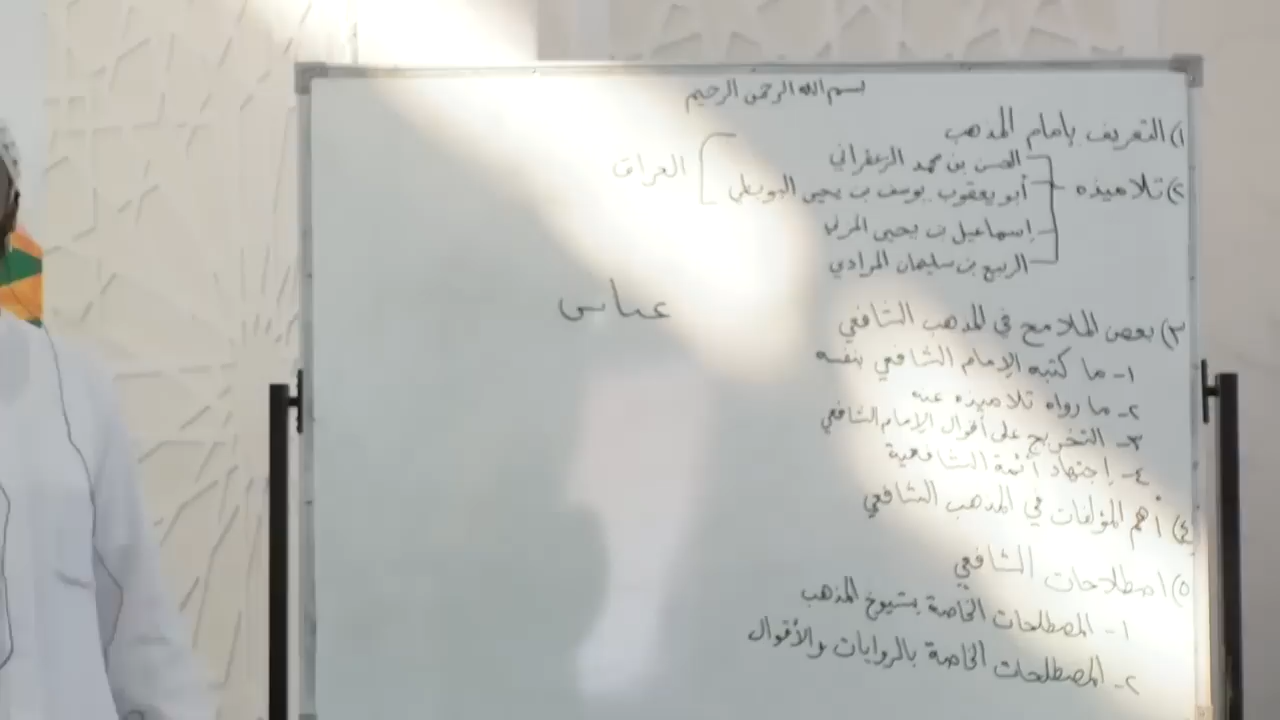 بسم الله الرحمن الرحيم
١) التعريف بإمام المذهب
٢) تلاميذه
الحسن بن محمد الزعفراني
أبو يعقوب يوسف بن يحيى البويطي
العراق
إسماعيل بن يحيى المزني
الربيع بن سليمان المرادي
عباس
٣) بعض الملامح في المذهب الشافعي
١- ما كتبه الإمام الشافعي بنفسه
٢- ما رواه تلاميذه عنه
٣- التخريج على أقوال الإمام الشافعي
٤- إجتهاد أئمة الشافعية
٤) أهم المؤلفات في المذهب الشافعي
٥) اصطلاحات الشافعي
١- المصطلحات الخاصة بشيوخ المذهب
٢- المصطلحات الخاصة بالروايات والأقوال